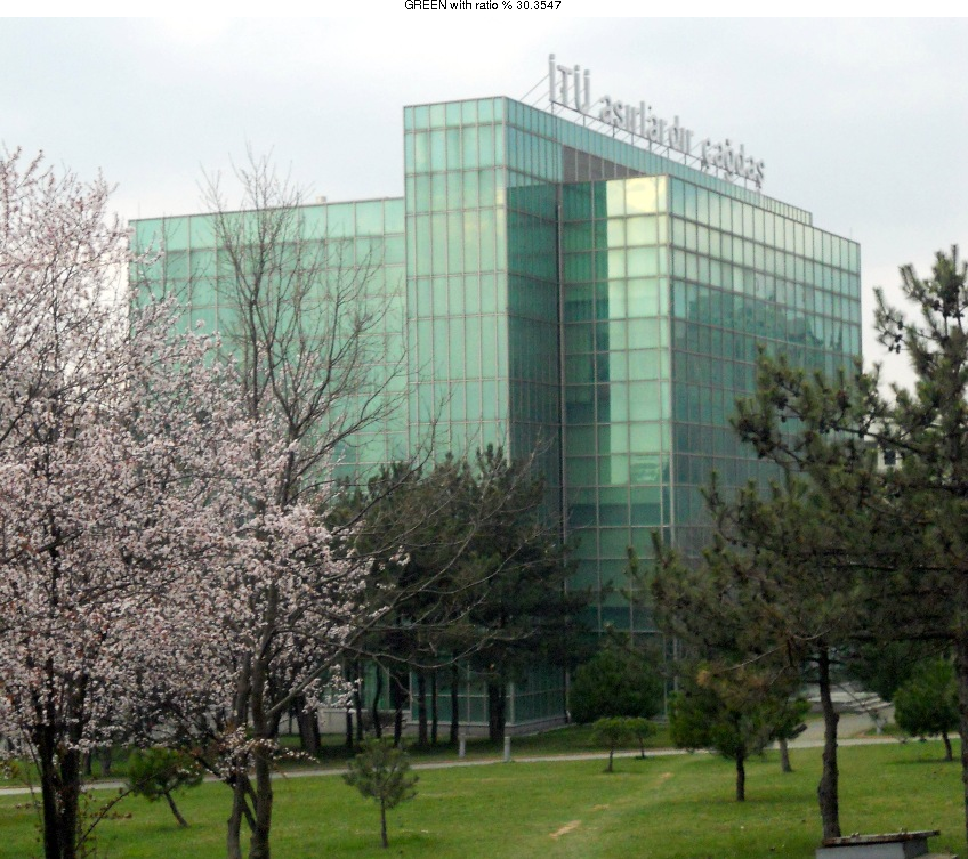 GREEN with ratio % 30.3547
İTÜ asırlardır çağdaş